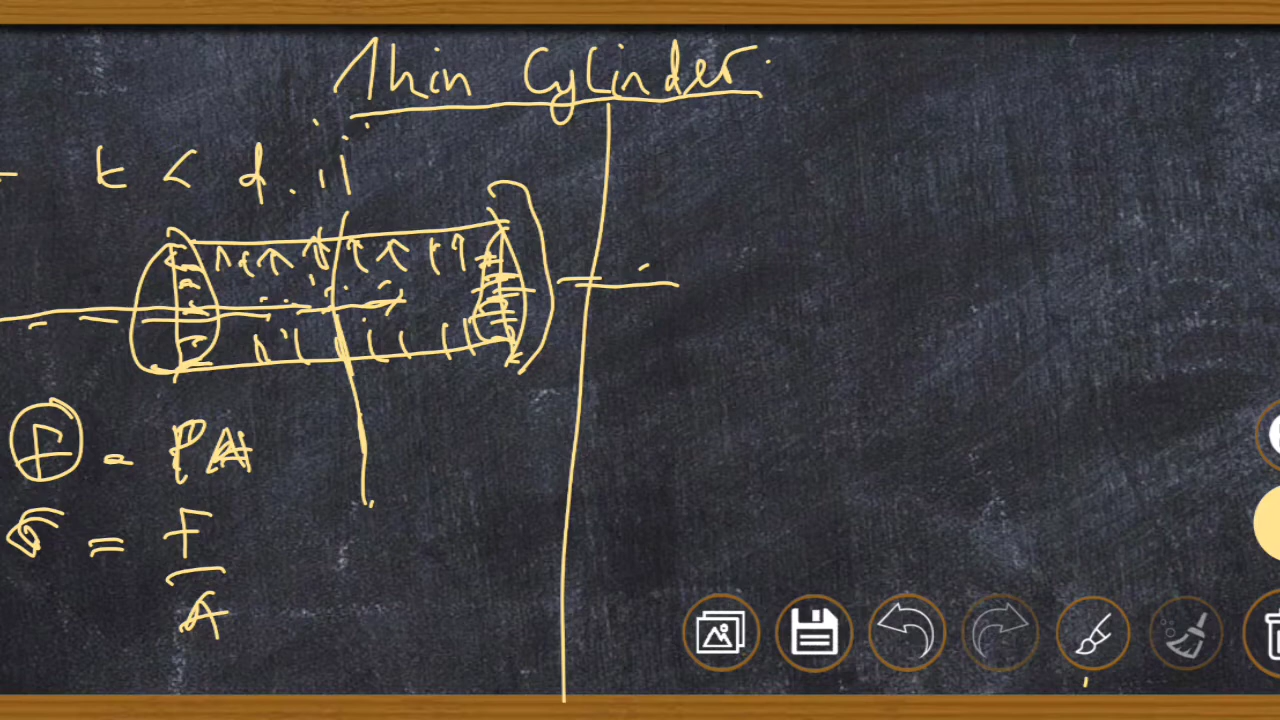 Thin Cylinder.
t < d.
F = PA
σ = F
A